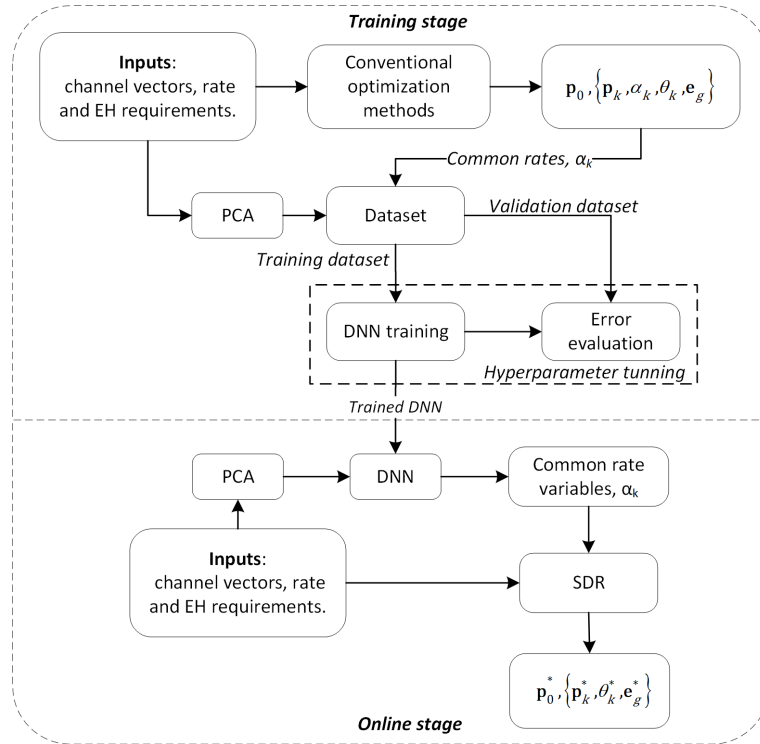 Training stage
Inputs:
channel vectors, rate
and EH requirements.
Conventional
optimization
methods
p₀,{pₖ,αₖ,θₖ,e_g}
Common rates, αₖ
PCA
Dataset
Validation dataset
Training dataset
DNN training
Error
evaluation
Hyperparameter tunning
Trained DNN
PCA
DNN
Common rate
variables, αₖ
Inputs:
channel vectors, rate
and EH requirements.
SDR
p₀*,{pₖ*,θₖ*,e_g*}
Online stage